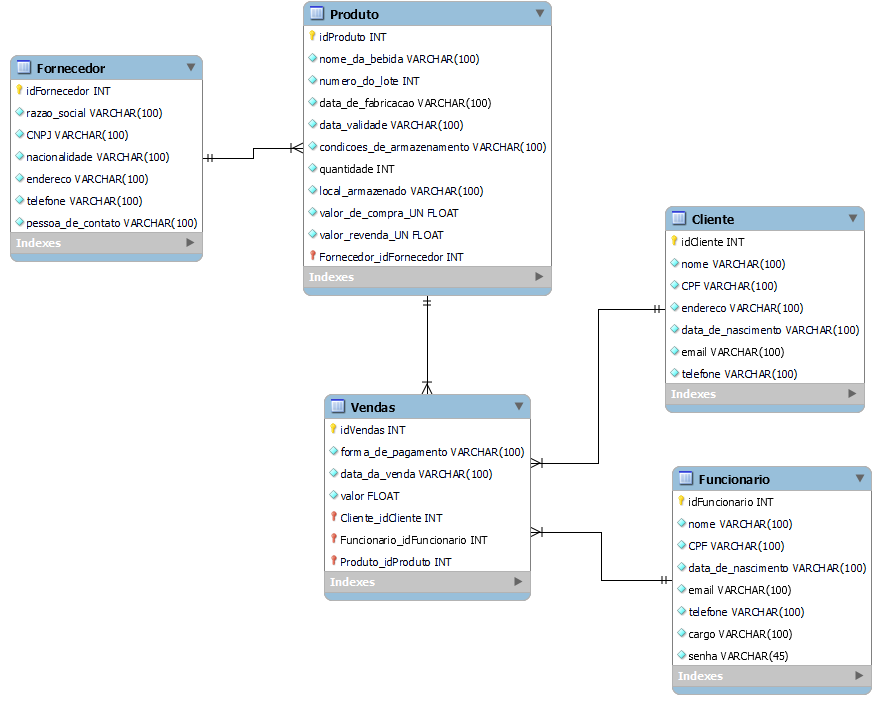 Fornecedor
idFornecedor INT
razao_social VARCHAR(100)
CNPJ VARCHAR(100)
nacionalidade VARCHAR(100)
endereco VARCHAR(100)
telefone VARCHAR(100)
pessoa_de_contato VARCHAR(100)
Indexes
Produto
idProduto INT
nome_da_bebida VARCHAR(100)
numero_do_lote INT
data_de_fabricacao VARCHAR(100)
data_validade VARCHAR(100)
condicoes_de_armazenamento VARCHAR(100)
quantidade INT
local_armazenado VARCHAR(100)
valor_de_compra_UN FLOAT
valor_revenda_UN FLOAT
Fornecedor_idFornecedor INT
Indexes
Cliente
idCliente INT
nome VARCHAR(100)
CPF VARCHAR(100)
endereco VARCHAR(100)
data_de_nascimento VARCHAR(100)
email VARCHAR(100)
telefone VARCHAR(100)
Indexes
Vendas
idVendas INT
forma_de_pagamento VARCHAR(100)
data_da_venda VARCHAR(100)
valor FLOAT
Cliente_idCliente INT
Funcionario_idFuncionario INT
Produto_idProduto INT
Indexes
Funcionario
idFuncionario INT
nome VARCHAR(100)
CPF VARCHAR(100)
data_de_nascimento VARCHAR(100)
email VARCHAR(100)
telefone VARCHAR(100)
cargo VARCHAR(100)
senha VARCHAR(45)
Indexes